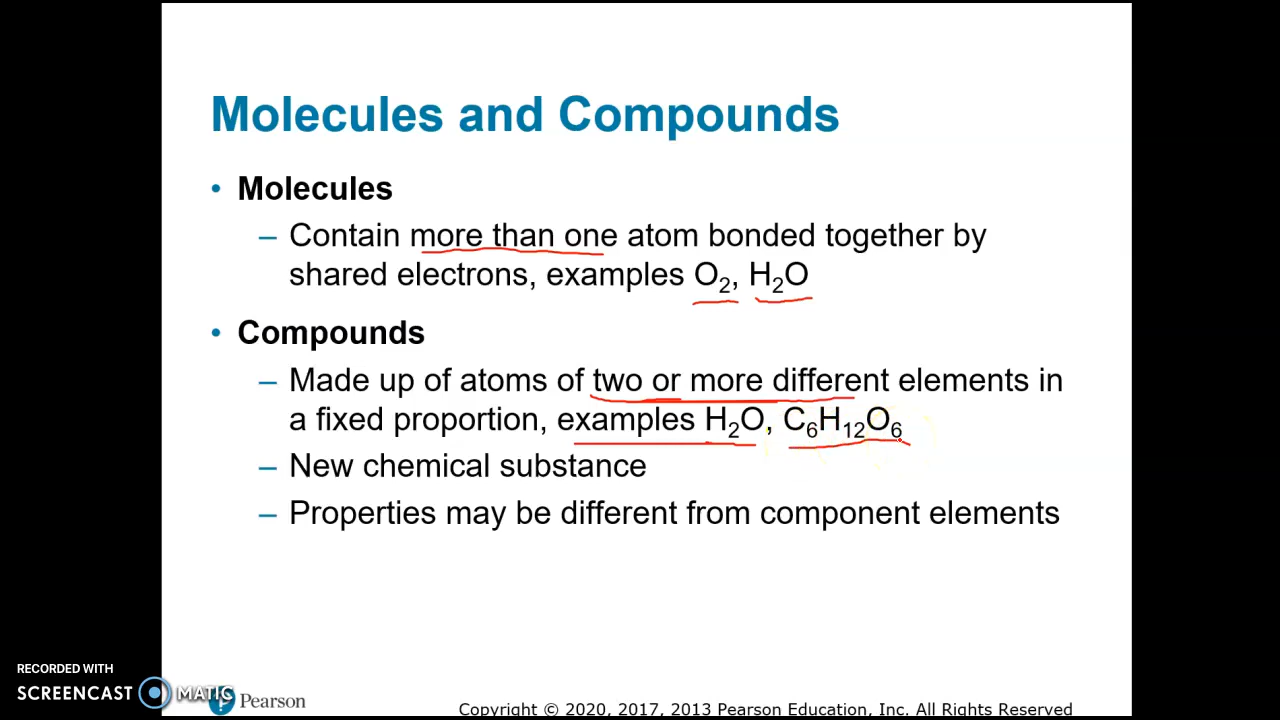 Molecules and Compounds
• Molecules
– Contain more than one atom bonded together by
shared electrons, examples O₂, H₂O
• Compounds
– Made up of atoms of two or more different elements in
a fixed proportion, examples H₂O, C₆H₁₂O₆
– New chemical substance
– Properties may be different from component elements
RECORDED WITH
SCREENCAST MATIC
Pearson
Copyright © 2020, 2017, 2013 Pearson Education, Inc. All Rights Reserved